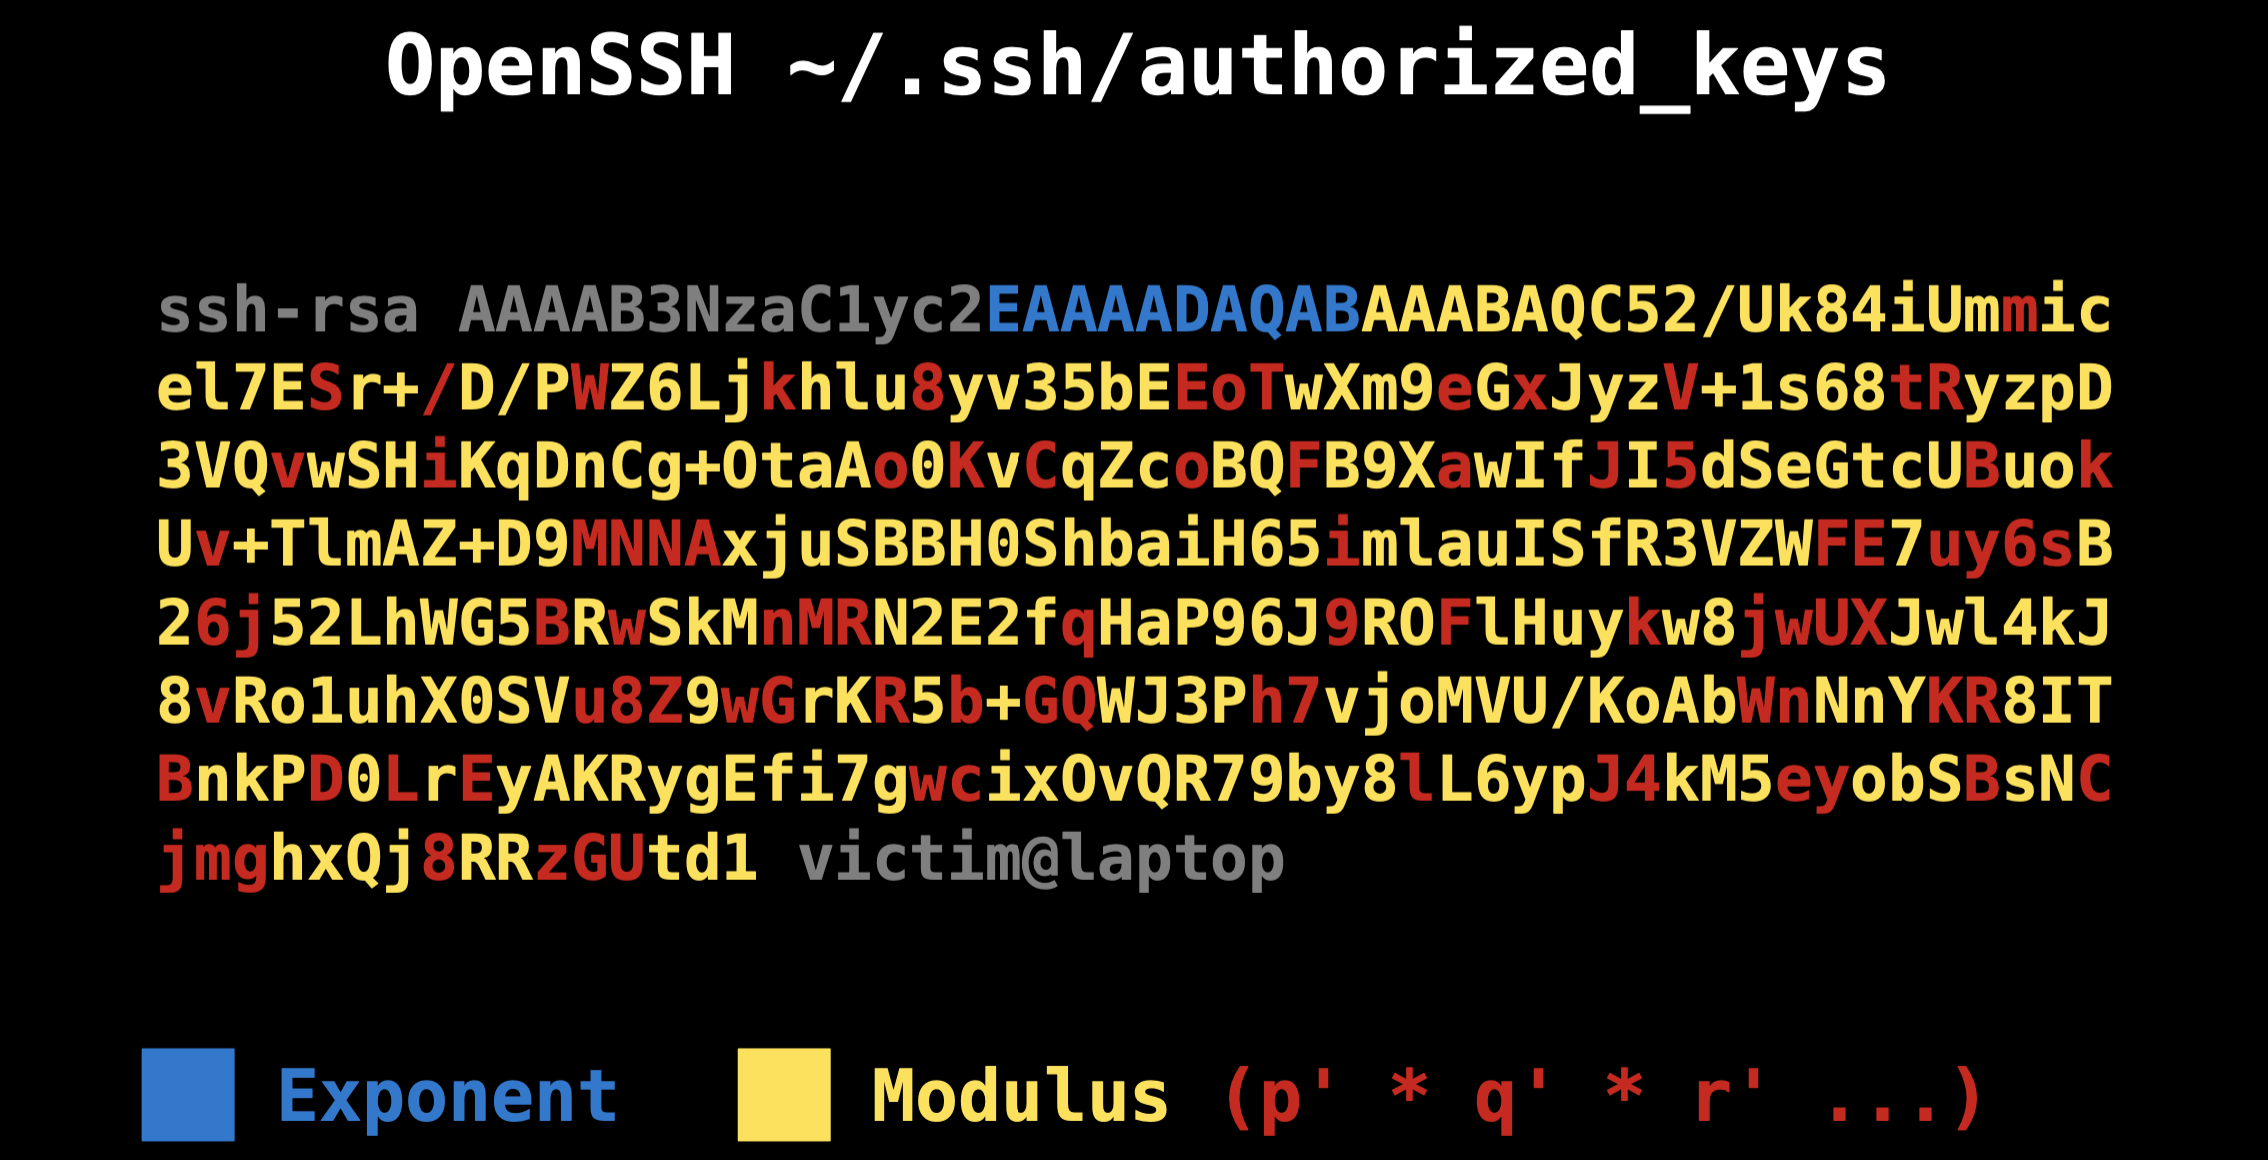 OpenSSH ~/.ssh/authorized_keys
ssh-rsa AAAAB3NzaC1yc2EAAAADAQABAAABAQC52/Uk84iUmmic
el7ESr+/D/PWZ6Ljkhlu8yv35bEEoTwXm9eGxJyzV+1s68tRyzpD
3VQvwSHiKqDnCg+OtaAo0KvCqZcoBQFB9XawIfJI5dSeGtcUBuok
Uv+TlmAZ+D9MNNAxjuSBBH0ShbaiH65imlauISfR3VZWFE7uy6sB
26j52LhWG5BRwSkMnMRN2E2fqHaP96J9ROFlHuykw8jwUXJwl4kJ
8vRo1uhX0SVu8Z9wGrKR5b+GQWJ3Ph7vjoMVU/KoAbWnNnYKR8IT
BnkPD0LrEyAKRygEfi7gwcixOvQR79by8lL6ypJ4kM5eyobSBsNC
jmghxQj8RRzGUtd1 victim@laptop
Exponent Modulus (p' * q' * r' ...)